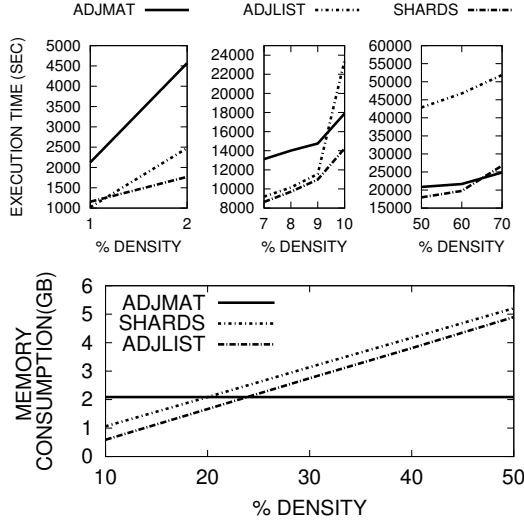 ADJMAT ADJLIST SHARDS
EXECUTION TIME (SEC)
5000
4500
4000
3500
3000
2500
2000
1500
1000
1 2
% DENSITY
24000
22000
20000
18000
16000
14000
12000
10000
8000
7 8 9 10
% DENSITY
60000
55000
50000
45000
40000
35000
30000
25000
20000
15000
50 60 70
% DENSITY
MEMORY
CONSUMPTION(GB)
6
5
4
3
2
1
0
ADJMAT
SHARDS
ADJLIST
10 20 30 40 50
% DENSITY